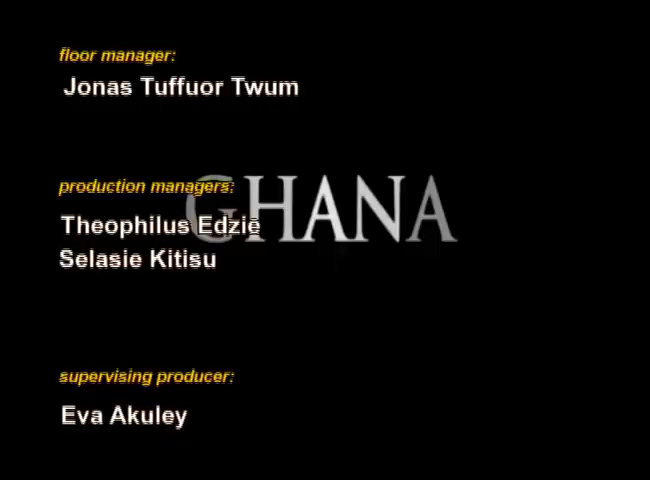 floor manager:
Jonas Tuffuor Twum
production managers:
GHANA
Theophilus Edzie
Selasie Kitisu
supervising producer:
Eva Akuley